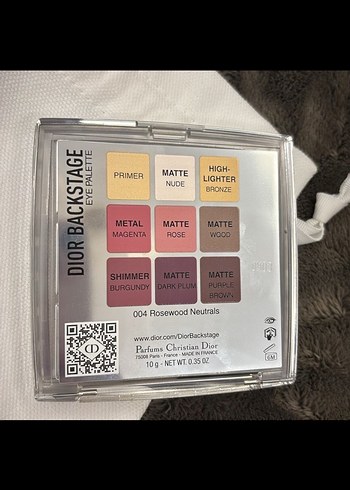 DIOR BACKSTAGE
EYE PALETTE
PRIMER
MATTE
NUDE
HIGH-
LIGHTER
BRONZE
METAL
MAGENTA
MATTE
ROSE
MATTE
WOOD
SHIMMER
BURGUNDY
MATTE
DARK PLUM
MATTE
PURPLE
BROWN
004 Rosewood Neutrals
www.dior.com/DiorBackstage
Parfums Christian Dior
75008 Paris - France - MADE IN FRANCE
10 g - NET WT. 0.35 OZ
6M